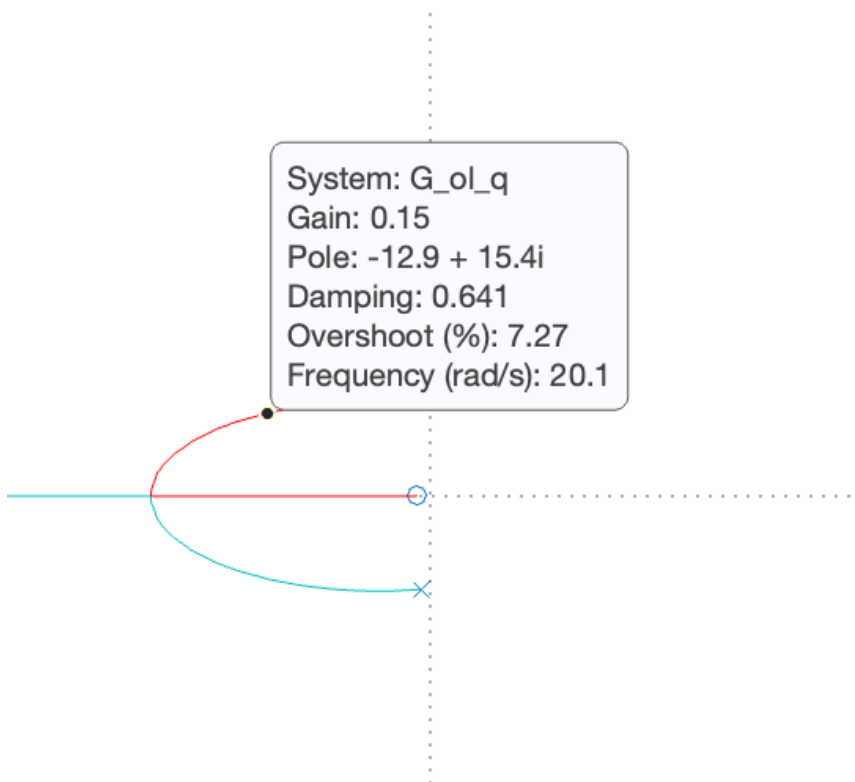 System: G_ol_q
Gain: 0.15
Pole: -12.9 + 15.4i
Damping: 0.641
Overshoot (%): 7.27
Frequency (rad/s): 20.1